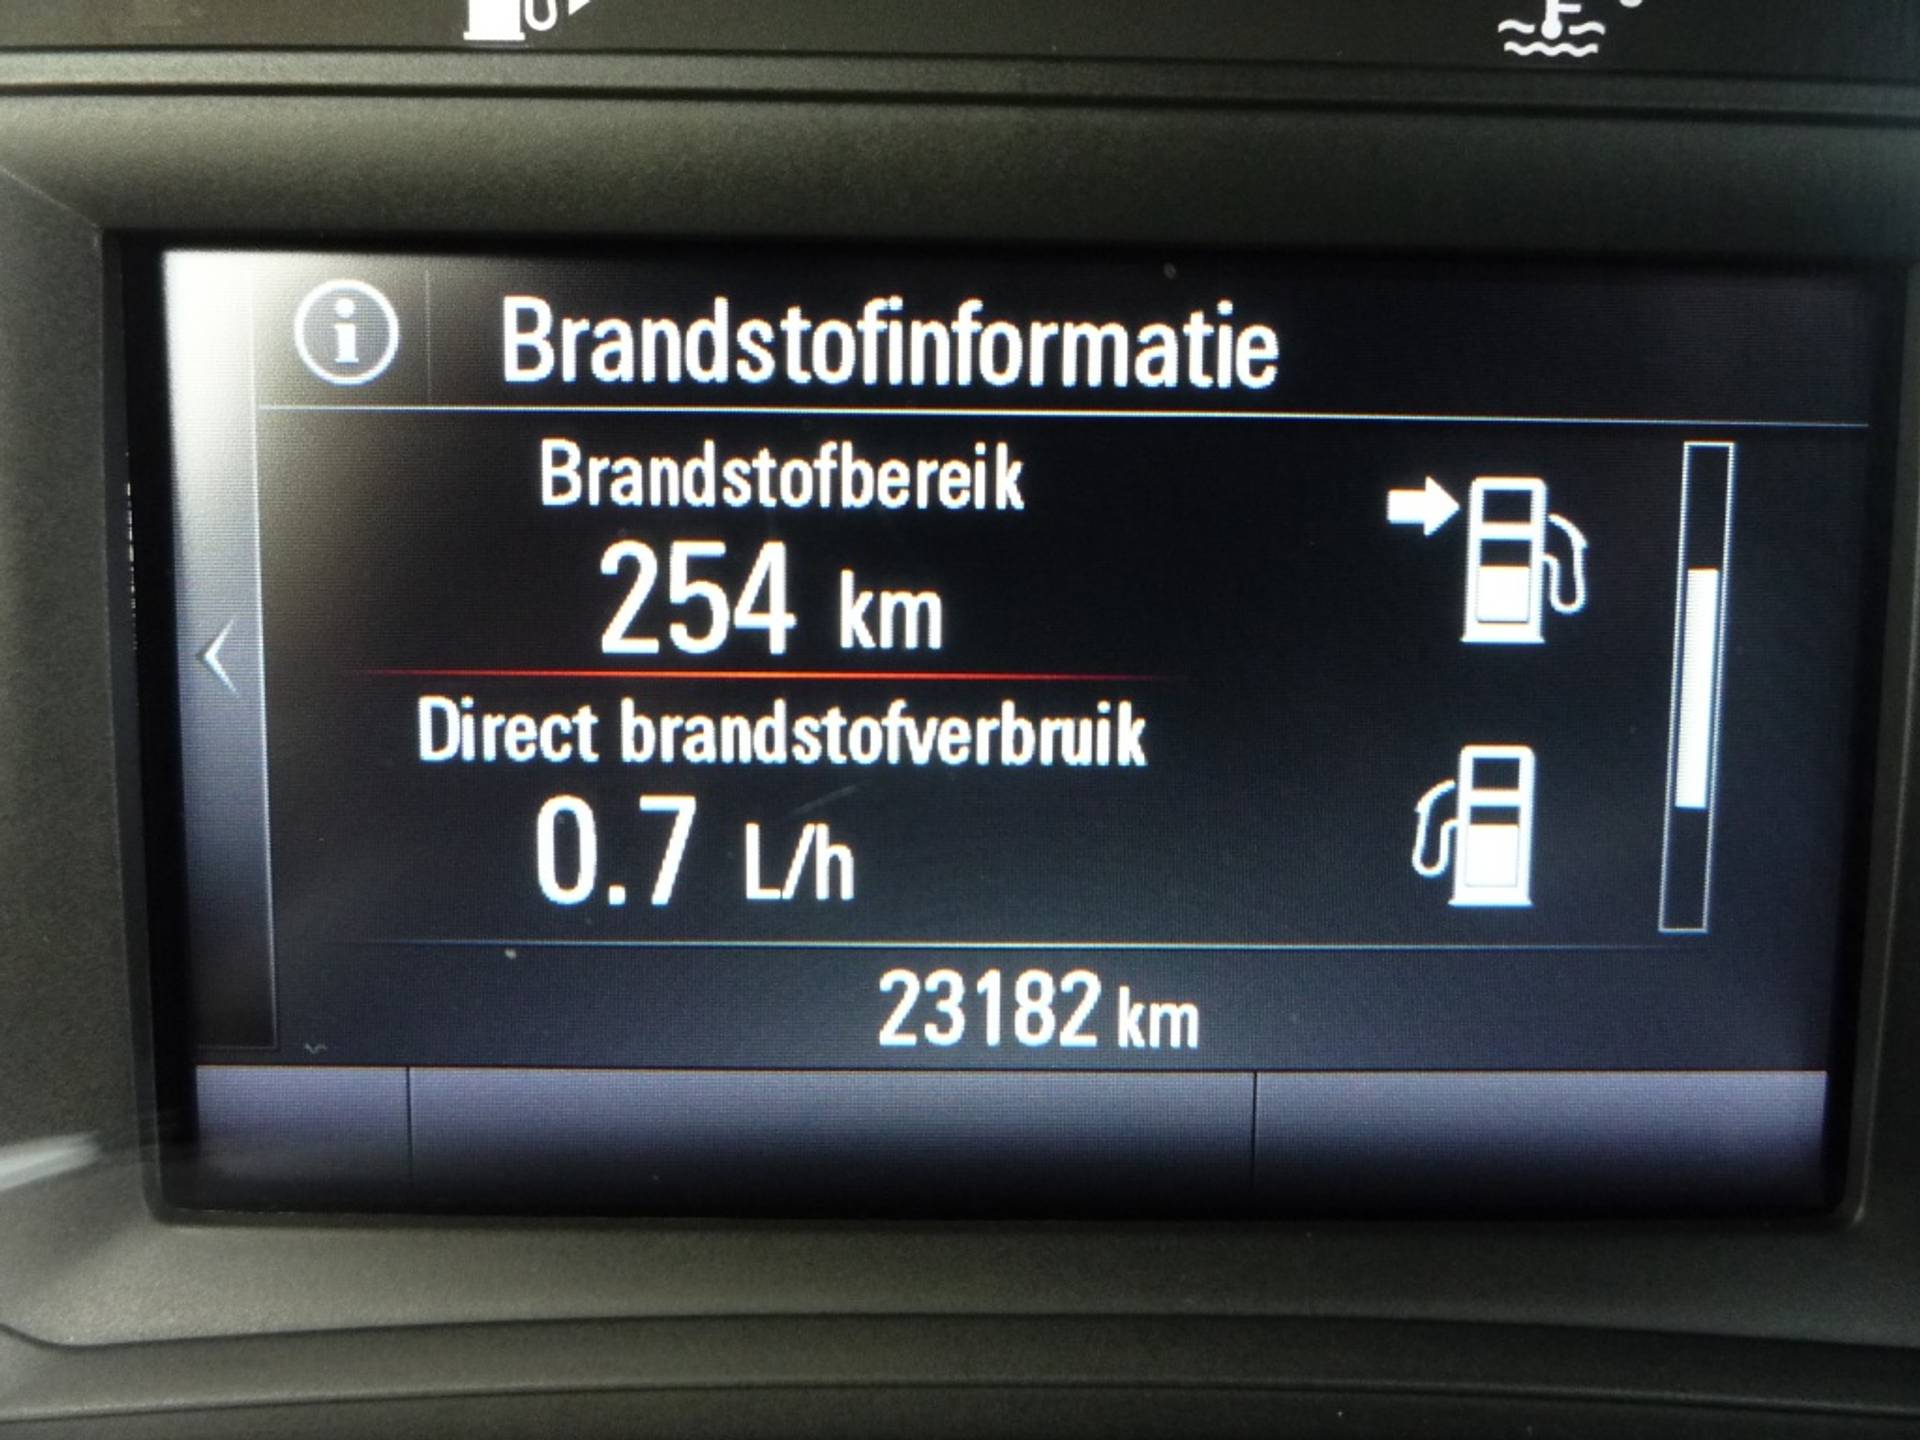 Brandstofinformatie
Brandstofbereik
254 km
Direct brandstofverbruik
0.7 L/h
23182 km